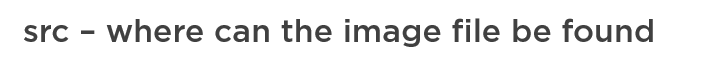 src – where can the image file be found